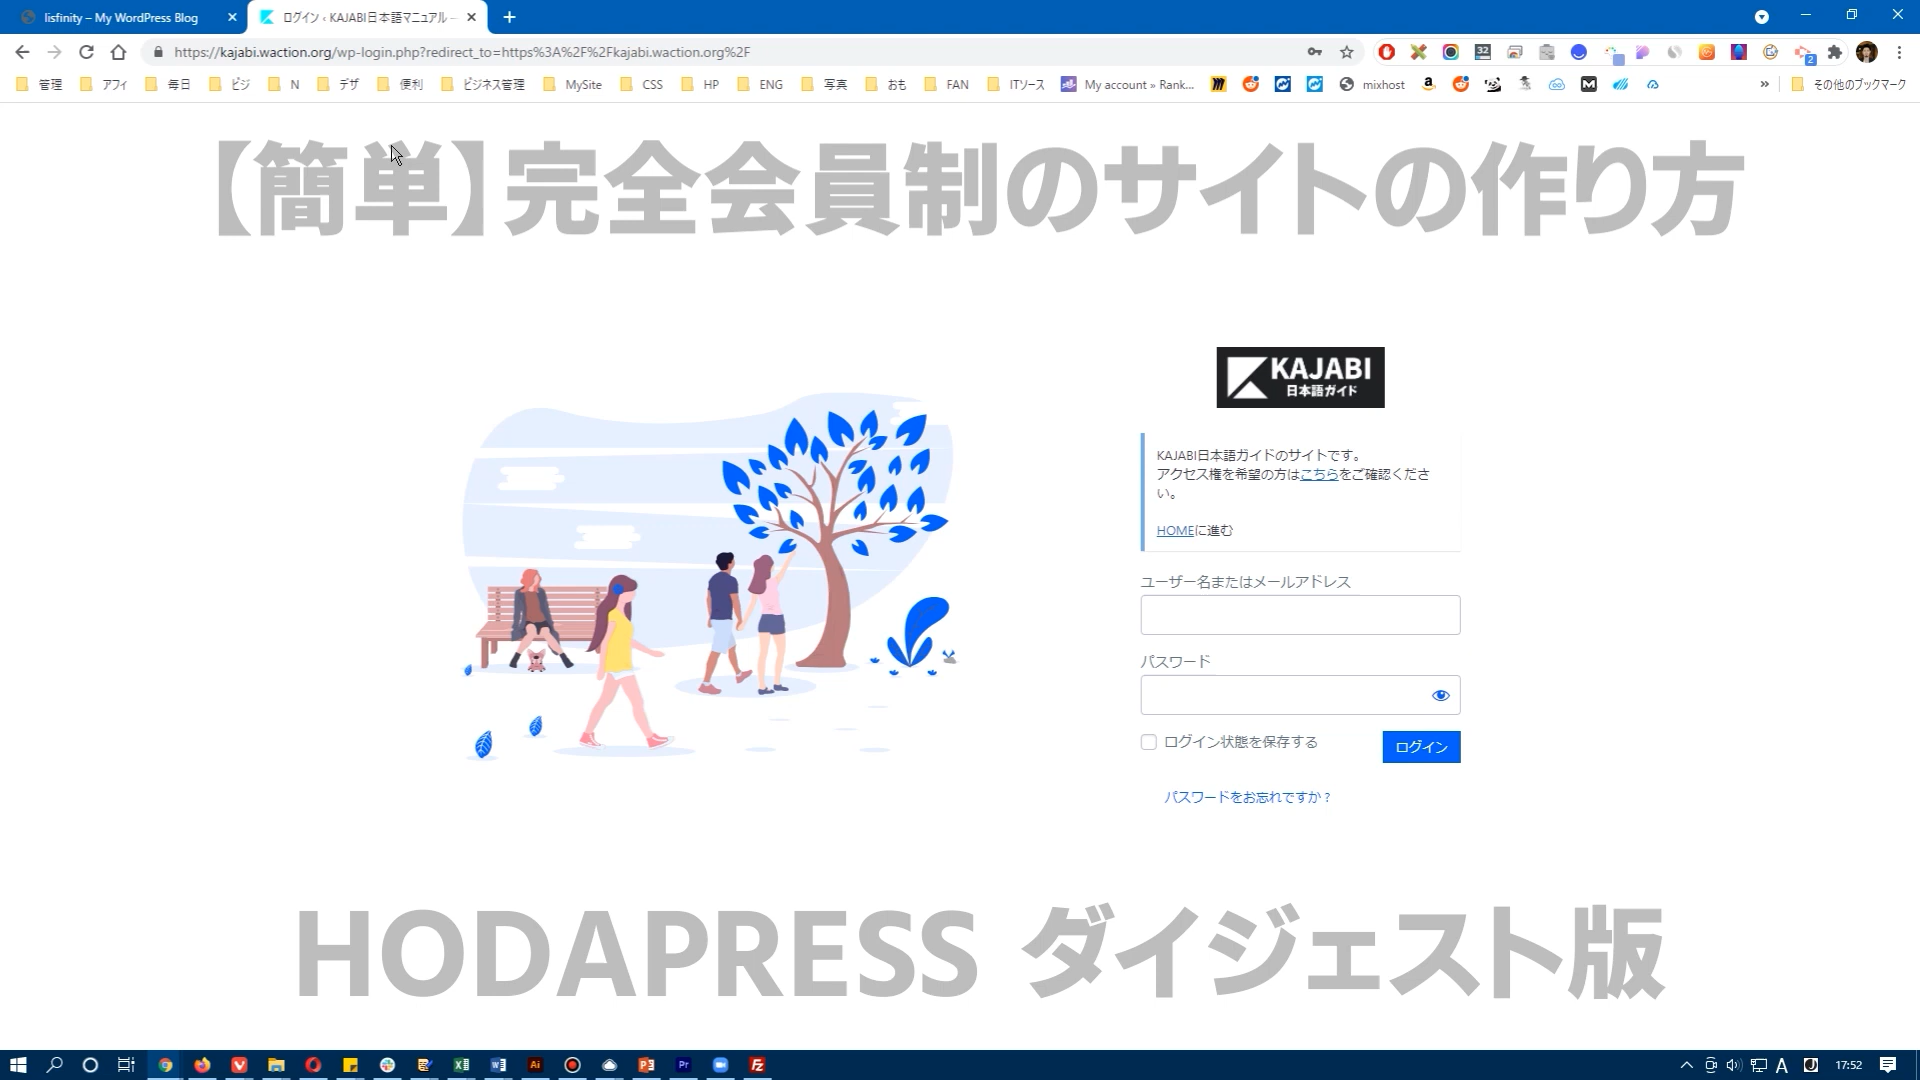 lisfinity – My WordPress Blog
ログイン ‹ KAJABI日本語マニュアル —
https://kajabi.waction.org/wp-login.php?redirect_to=https%3A%2F%2Fkajabi.waction.org%2F
32
2
管理 アフィ 毎日 ビジ N デザ 便利 ビジネス管理 MySite CSS HP ENG 写真 おも FAN ITソース My account » Rank... mixhost » その他のブックマーク
【簡単】完全会員制のサイトの作り方
KAJABI
日本語ガイド
KAJABI日本語ガイドのサイトです。
アクセス権を希望の方はこちらをご確認くださ
い。
HOMEに進む
ユーザー名またはメールアドレス
パスワード
ログイン状態を保存する
ログイン
パスワードをお忘れですか ?
HODAPRESS ダイジェスト版
A
17:52